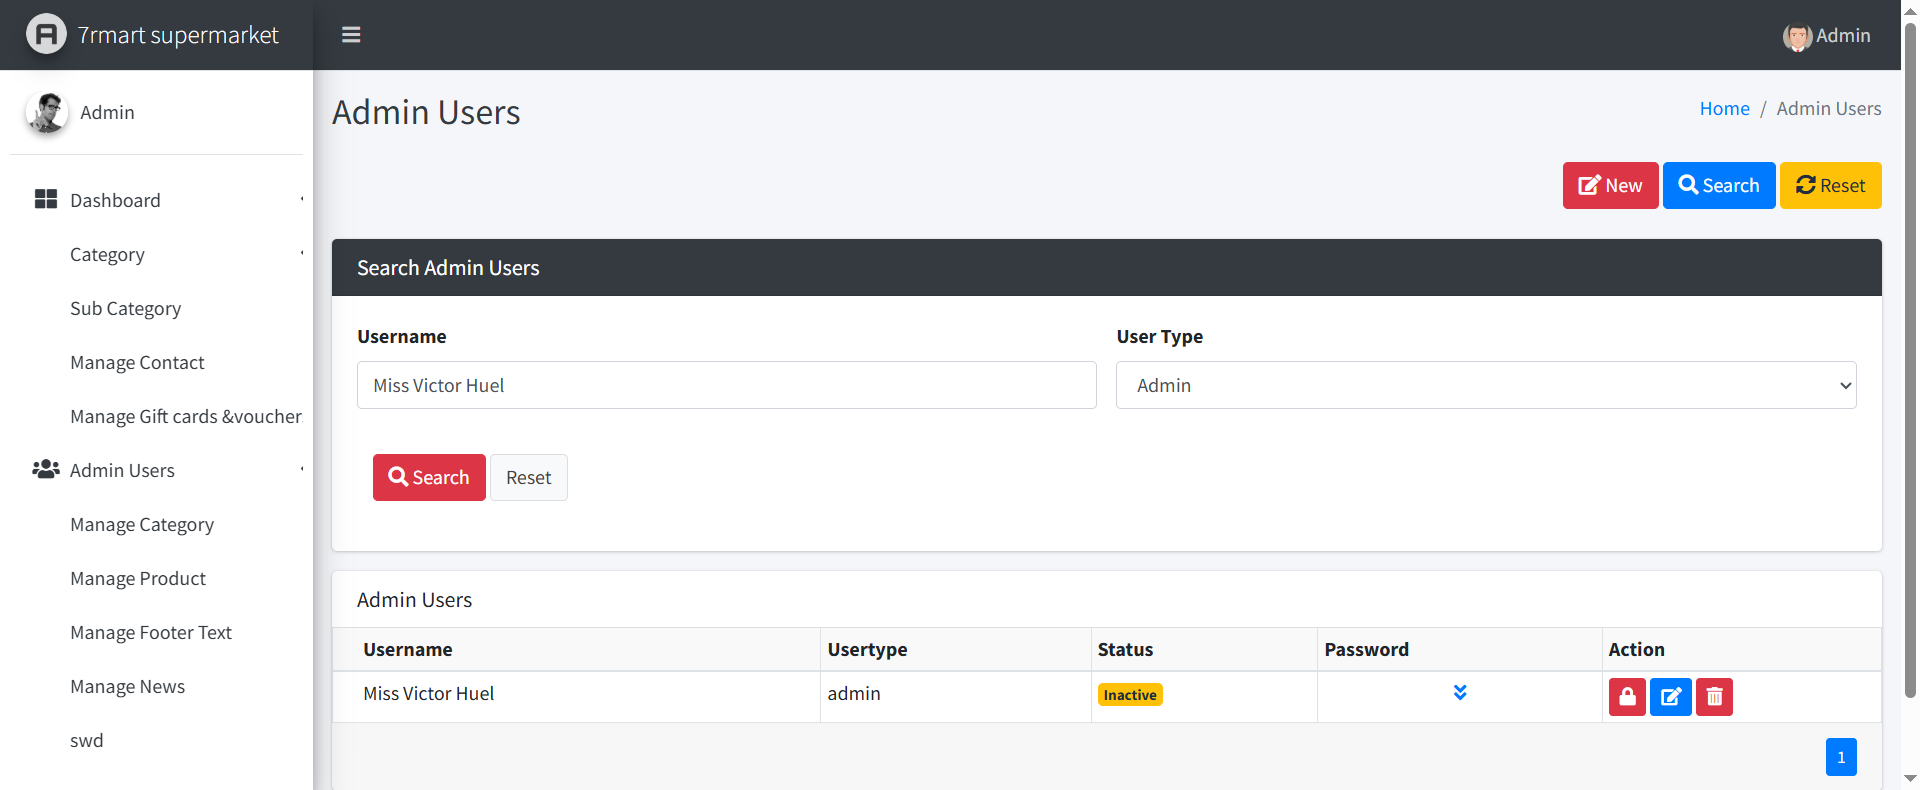 7rmart supermarket
Admin
Admin
Admin Users
Home / Admin Users
New Search Reset
Dashboard
Category
Sub Category
Manage Contact
Manage Gift cards &voucher
Admin Users
Manage Category
Manage Product
Manage Footer Text
Manage News
swd
Search Admin Users
Username User Type
Miss Victor Huel Admin
Search Reset
Admin Users
Username Usertype Status Password Action
Miss Victor Huel admin Inactive
1